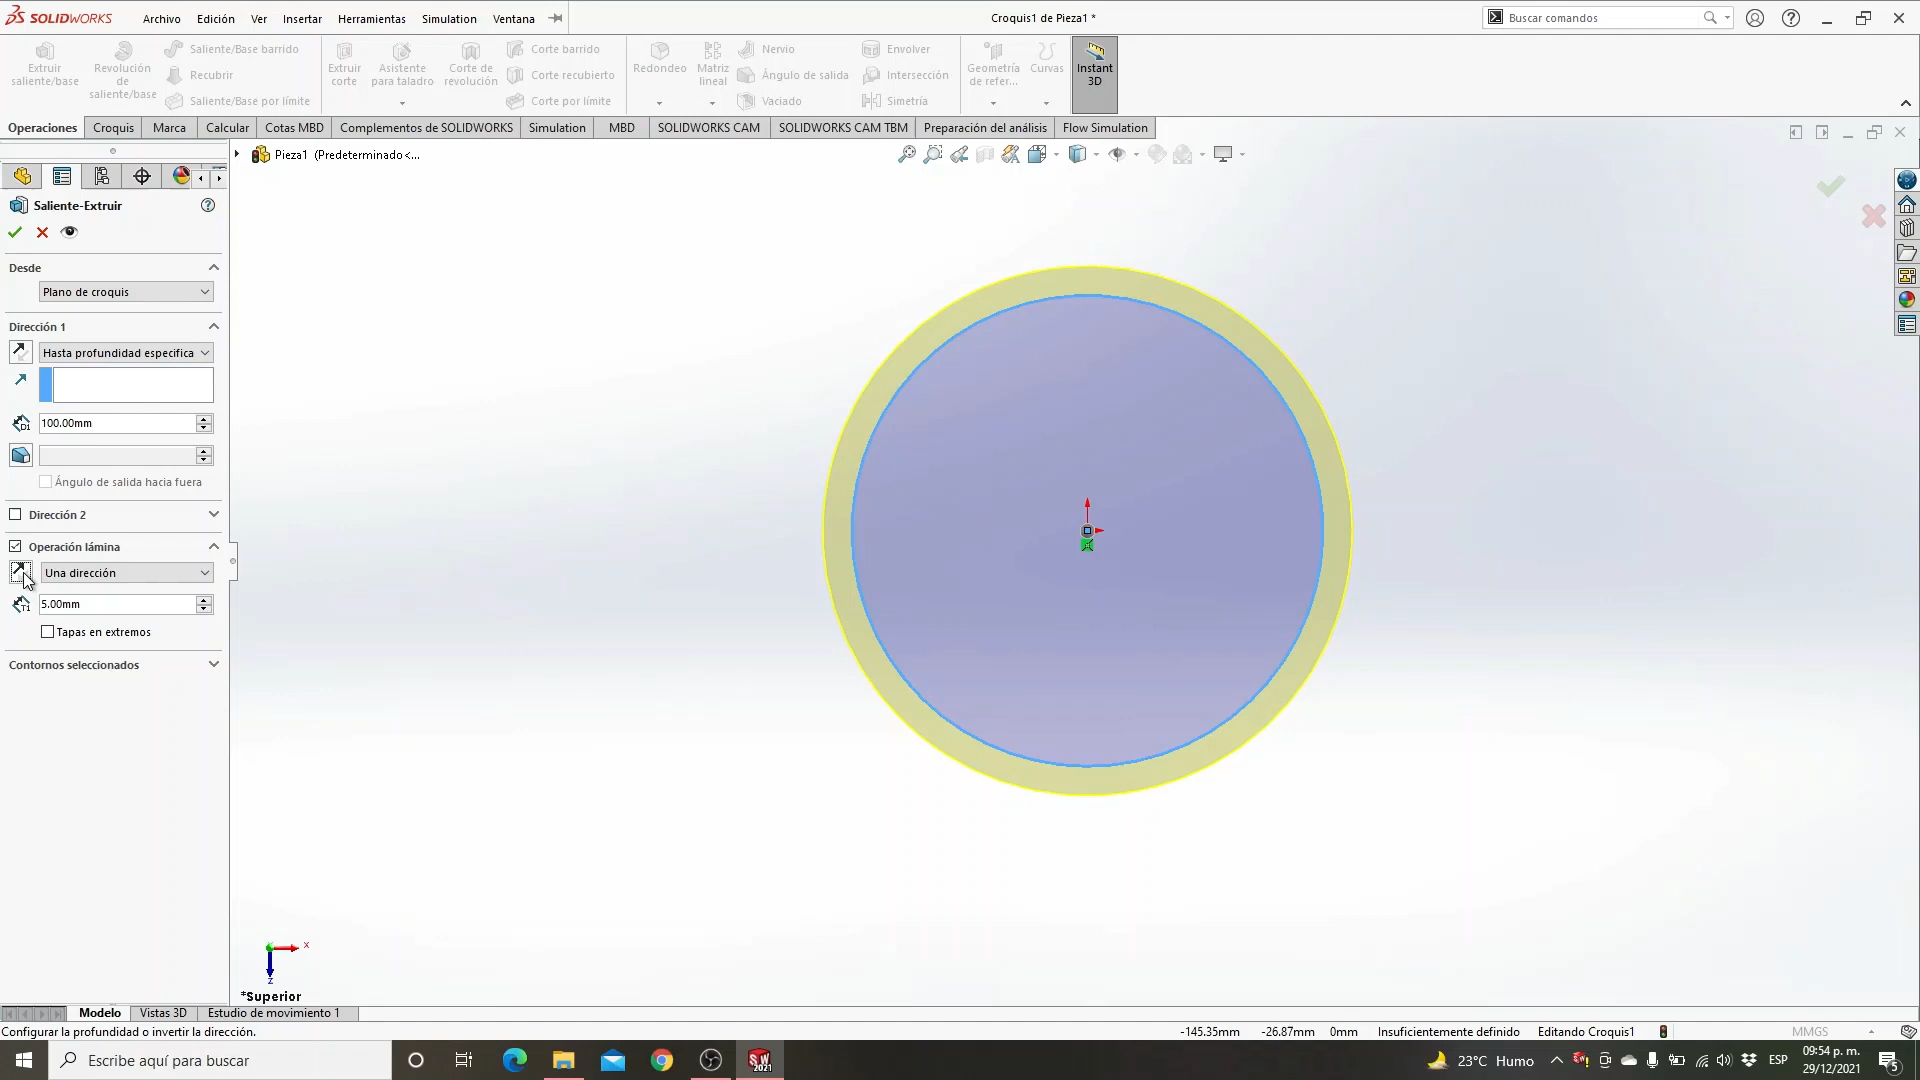 SOLIDWORKS
Archivo Edición Ver Insertar Herramientas Simulation Ventana
Croquis1 de Pieza1 *
Buscar comandos
Extruir saliente/base
Revolución de saliente/base
Saliente/Base barrido
Recubrir
Saliente/Base por límite
Extruir corte
Asistente para taladro
Corte de revolución
Corte barrido
Corte recubierto
Corte por límite
Redondeo
Matriz lineal
Nervio
Ángulo de salida
Vaciado
Envolver
Intersección
Simetría
Geometría de refer...
Curvas
Instant 3D
Operaciones Croquis Marca Calcular Cotas MBD Complementos de SOLIDWORKS Simulation MBD SOLIDWORKS CAM SOLIDWORKS CAM TBM Preparación del análisis Flow Simulation
Pieza1 (Predeterminado<...
Saliente-Extruir
Desde
Plano de croquis
Dirección 1
Hasta profundidad especifica
D1
100.00mm
Ángulo de salida hacia fuera
Dirección 2
Operación lámina
Una dirección
T1
5.00mm
Tapas en extremos
Contornos seleccionados
x
z
*Superior
Modelo Vistas 3D Estudio de movimiento 1
Configurar la profundidad o invertir la dirección.
-145.35mm -26.87mm 0mm Insuficientemente definido Editando Croquis1 MMGS
Escribe aquí para buscar
SW 2021
23°C Humo
ESP
09:54 p. m.
29/12/2021
5